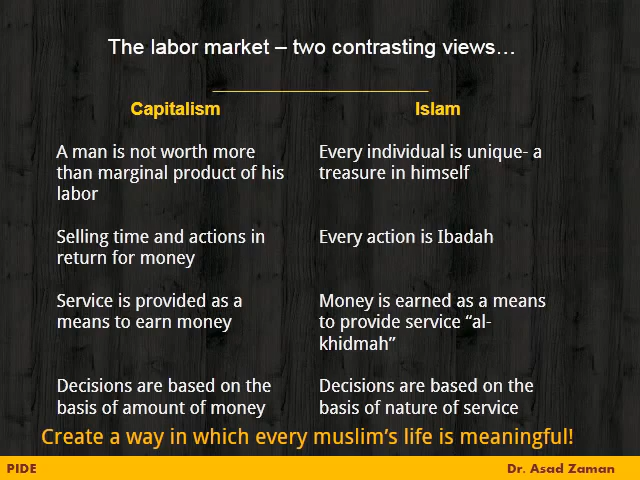 The labor market – two contrasting views…
Capitalism
Islam
A man is not worth more
than marginal product of his
labor
Every individual is unique- a
treasure in himself
Selling time and actions in
return for money
Every action is Ibadah
Service is provided as a
means to earn money
Money is earned as a means
to provide service “al-
khidmah”
Decisions are based on the
basis of amount of money
Decisions are based on the
basis of nature of service
Create a way in which every muslim’s life is meaningful!
PIDE
Dr. Asad Zaman